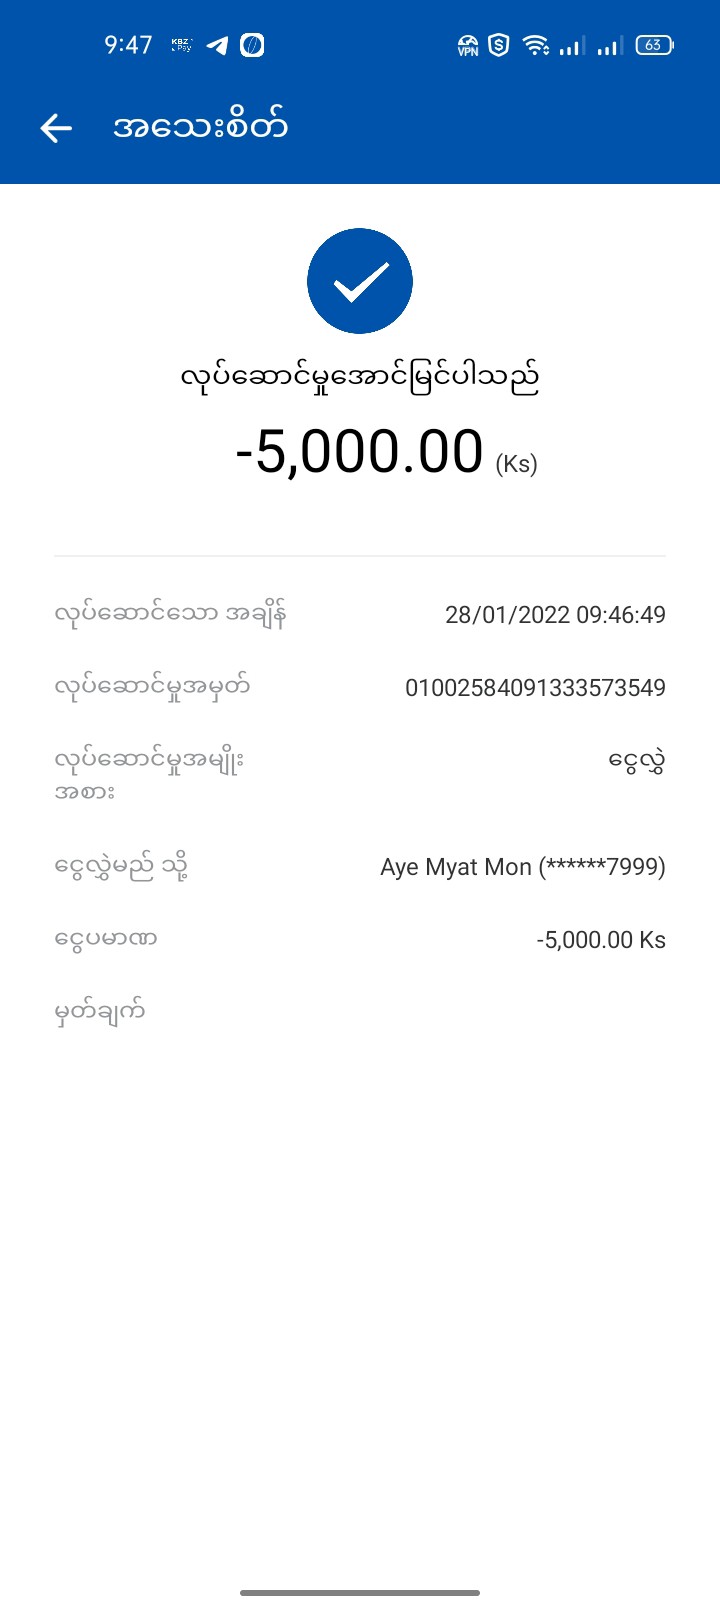 9:47 KBZ Pay VPN 63
အသေးစိတ်
လုပ်ဆောင်မှုအောင်မြင်ပါသည်
-5,000.00 (Ks)
လုပ်ဆောင်သော အချိန် 28/01/2022 09:46:49
လုပ်ဆောင်မှုအမှတ် 01002584091333573549
လုပ်ဆောင်မှုအမျိုး ငွေလွှဲ
အစား
ငွေလွှဲမည် သို့ Aye Myat Mon (******7999)
ငွေပမာဏ -5,000.00 Ks
မှတ်ချက်